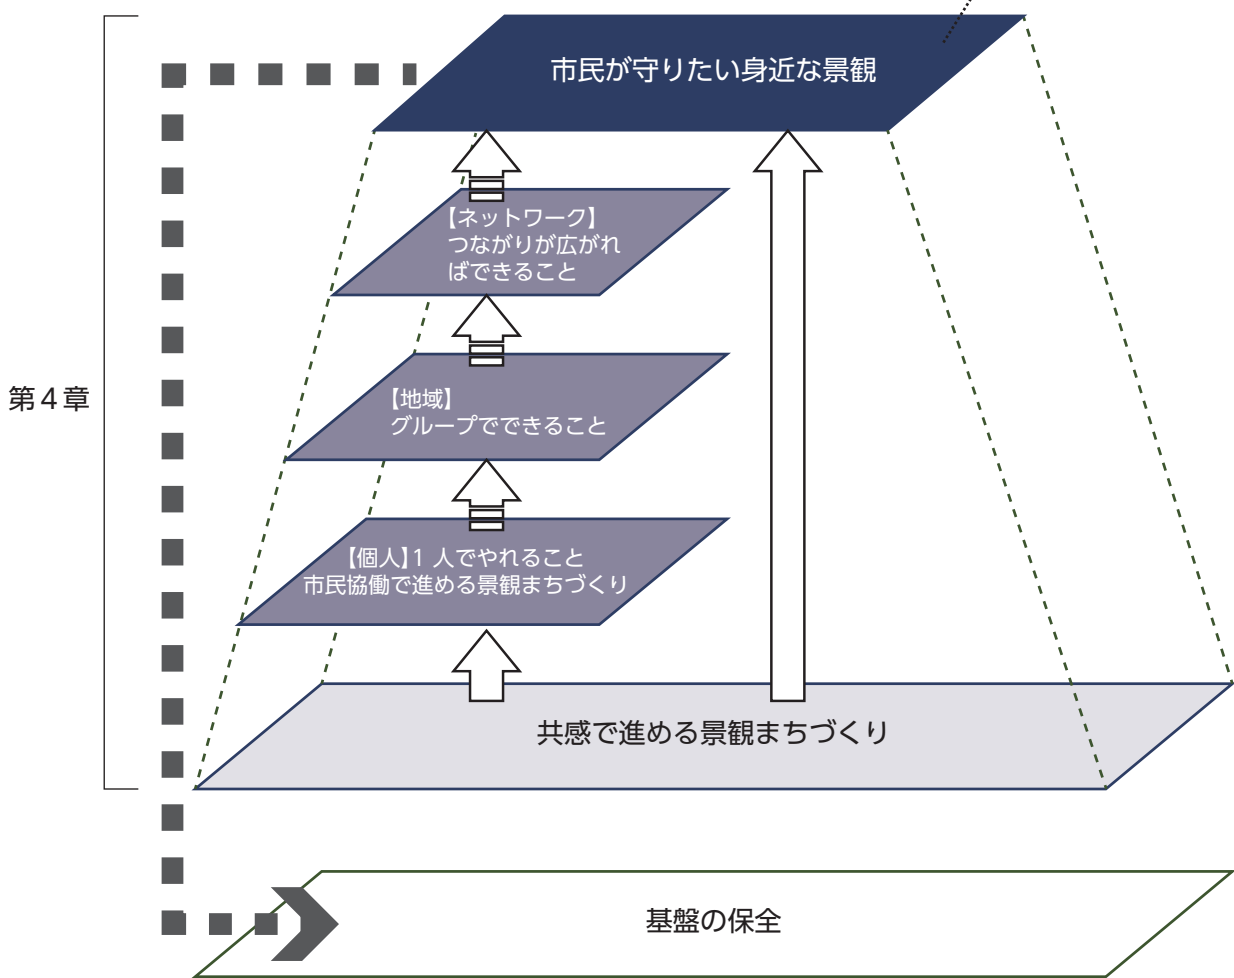 市民が守りたい身近な景観
【ネットワーク】
つながりが広がれ
ばできること
第4章
【地域】
グループでできること
【個人】1 人でやれること
市民協働で進める景観まちづくり
共感で進める景観まちづくり
基盤の保全